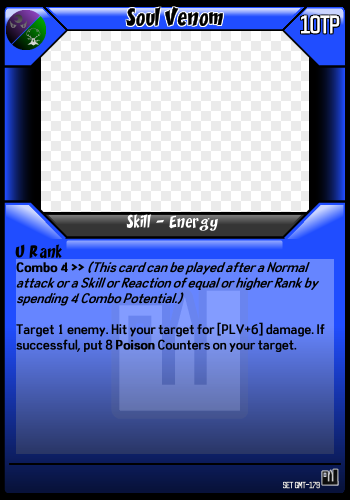 Soul Venom
10TP
Skill - Energy
U Rank
Combo 4 >> (This card can be played after a Normal
attack or a Skill or Reaction of equal or higher Rank by
spending 4 Combo Potential.)
Target 1 enemy. Hit your target for [PLV+6] damage. If
successful, put 8 Poison Counters on your target.
SET GMT-179